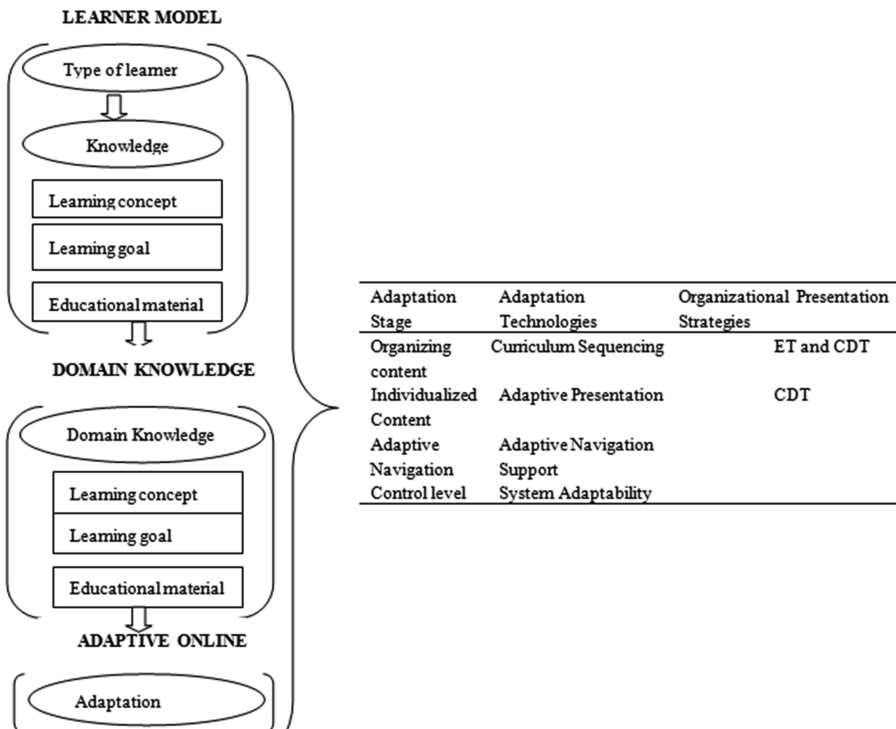 LEARNER MODEL
Type of learner
Knowledge
Learning concept
Learning goal
Educational material
DOMAIN KNOWLEDGE
Domain Knowledge
Learning concept
Learning goal
Educational material
ADAPTIVE ONLINE
Adaptation
Adaptation Adaptation Organizational Presentation
Stage Technologies Strategies
Organizing Curriculum Sequencing ET and CDT
content
Individualized Adaptive Presentation CDT
Content
Adaptive Adaptive Navigation
Navigation Support
Control level System Adaptability